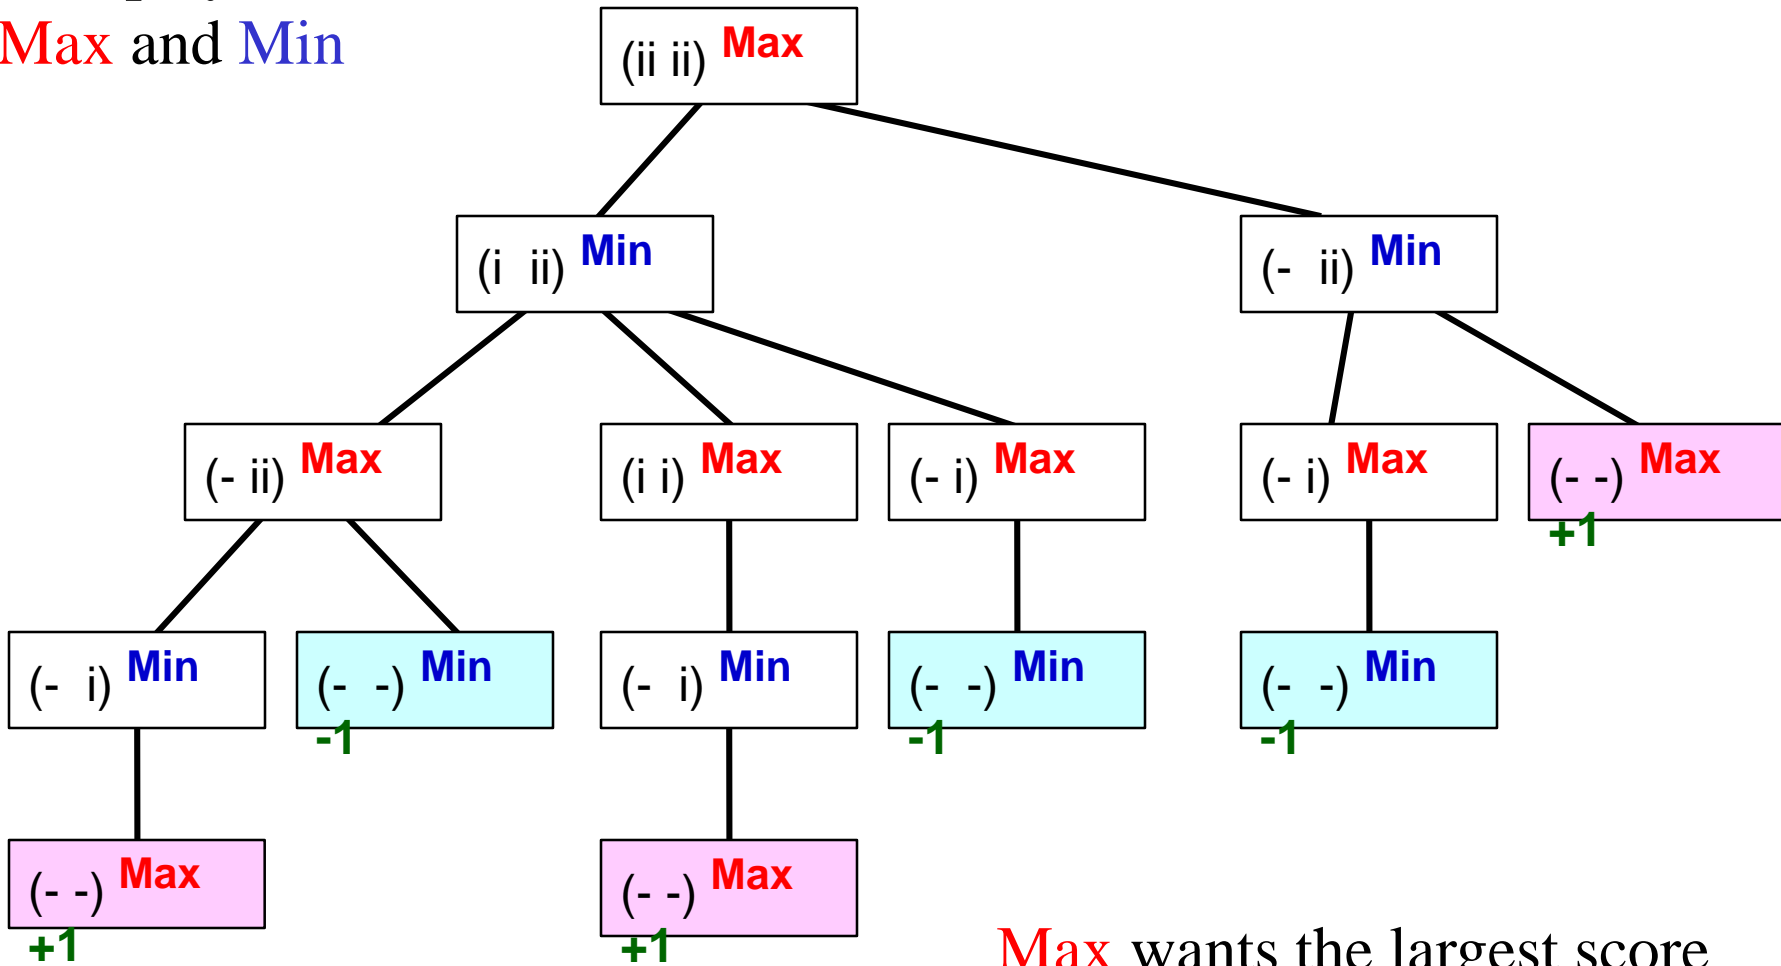 Max and Min
(ii ii) Max
(i ii) Min
(- ii) Min
(- ii) Max
(i i) Max
(- i) Max
(- i) Max
(- -) Max
+1
(- i) Min
(- -) Min
-1
(- i) Min
(- -) Min
-1
(- -) Min
-1
(- -) Max
+1
(- -) Max
+1
Max wants the largest score